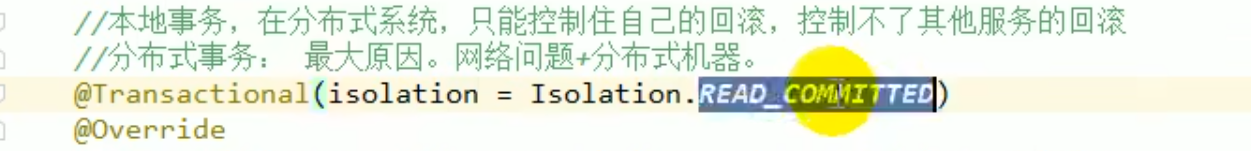 //本地事务，在分布式系统，只能控制住自己的回滚，控制不了其他服务的回滚
//分布式事务： 最大原因。网络问题+分布式机器。
@Transactional(isolation = Isolation.READ_COMMITTED)
@Override